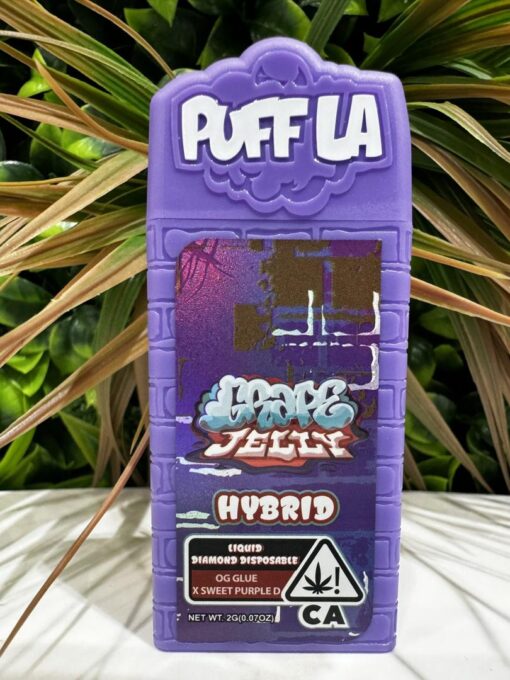 PUFF LA
GRAPE
JELLY
HYBRID
LIQUID
DIAMOND DISPOSABLE
OG GLUE
X SWEET PURPLE D
!
CA
NET WT. 2G(0.07OZ)